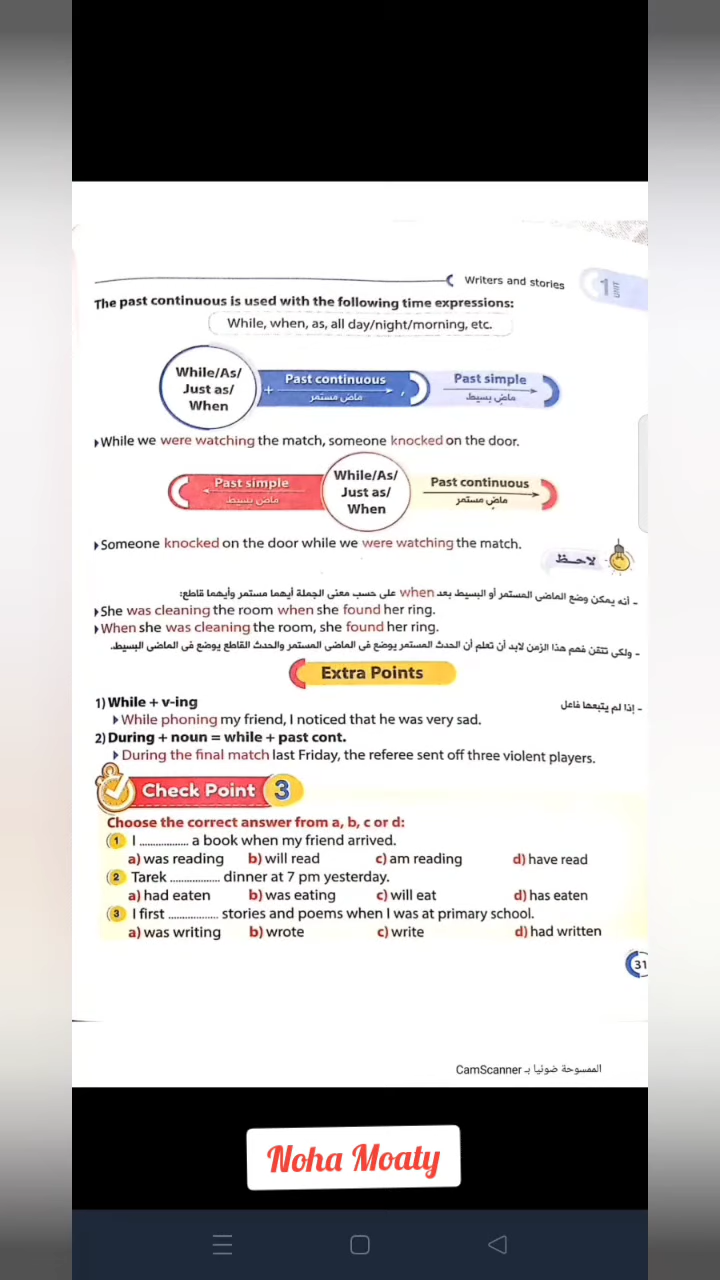 Writers and stories
1 UNIT
The past continuous is used with the following time expressions:
While, when, as, all day/night/morning, etc.
While/As/ Just as/ When + Past continuous ماضٍ مستمر , Past simple ماضٍ بسيط
While we were watching the match, someone knocked on the door.
Past simple ماضٍ بسيط While/As/ Just as/ When Past continuous ماضٍ مستمر
Someone knocked on the door while we were watching the match.
لاحظ
- أنه يمكن وضع الماضى المستمر أو البسيط بعد when على حسب معنى الجملة أيهما مستمر وأيهما قاطع:
She was cleaning the room when she found her ring.
When she was cleaning the room, she found her ring.
- ولكى تتقن فهم هذا الزمن لابد أن تعلم أن الحدث المستمر يوضع فى الماضى المستمر والحدث القاطع يوضع فى الماضى البسيط.
Extra Points
1) While + v-ing - إذا لم يتبعها فاعل
While phoning my friend, I noticed that he was very sad.
2) During + noun = while + past cont.
During the final match last Friday, the referee sent off three violent players.
Check Point 3
Choose the correct answer from a, b, c or d:
1 I ................. a book when my friend arrived.
a) was reading b) will read c) am reading d) have read
2 Tarek ................. dinner at 7 pm yesterday.
a) had eaten b) was eating c) will eat d) has eaten
3 I first ................. stories and poems when I was at primary school.
a) was writing b) wrote c) write d) had written
31
الممسوحة ضوئيا بـ CamScanner
Noha Moaty